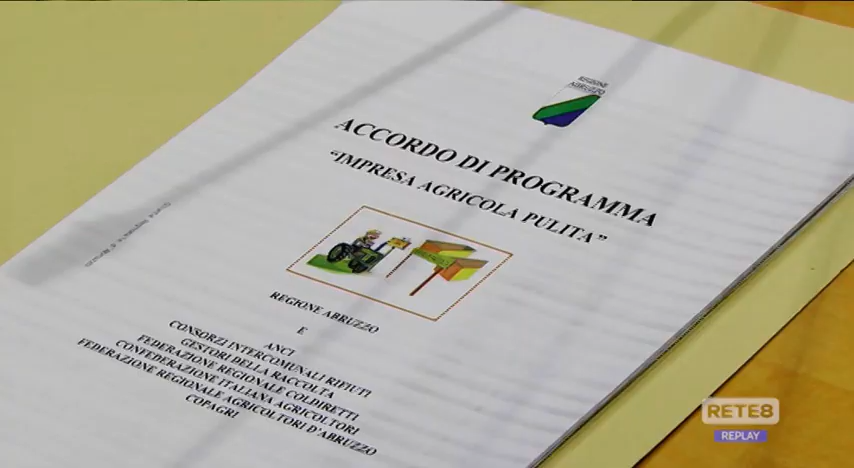 REGIONE
ABRUZZO
ACCORDO DI PROGRAMMA
"IMPRESA AGRICOLA PULITA"
REGIONE ABRUZZO
E
ANCI
CONSORZI INTERCOMUNALI RIFIUTI
GESTORI DELLA RACCOLTA
FEDERAZIONE REGIONALE COLDIRETTI
CONFEDERAZIONE ITALIANA AGRICOLTORI
FEDERAZIONE REGIONALE AGRICOLTORI D'ABRUZZO
COPAGRI
RETE8
REPLAY